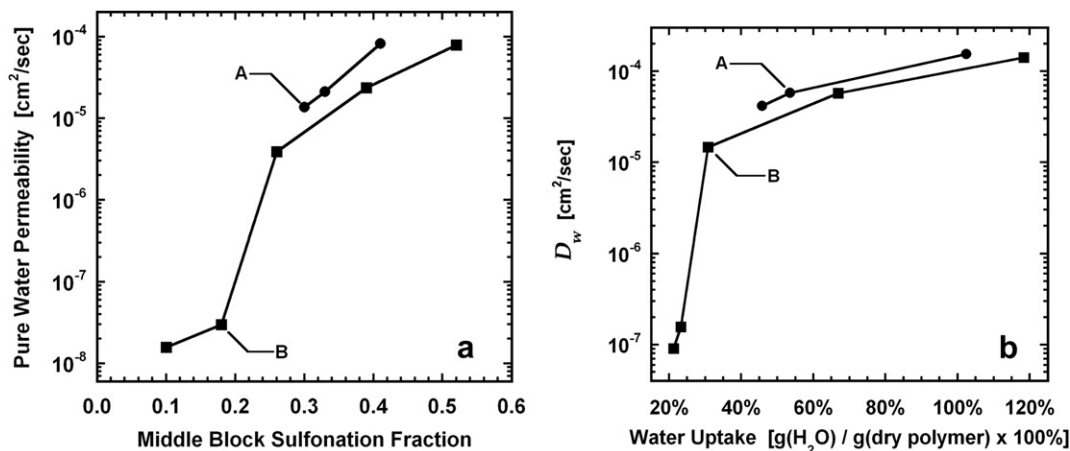 Pure Water Permeability [cm²/sec]
10⁻⁴
10⁻⁵
10⁻⁶
10⁻⁷
10⁻⁸
A
B
a
0.0 0.1 0.2 0.3 0.4 0.5 0.6
Middle Block Sulfonation Fraction
D_w [cm²/sec]
10⁻⁴
10⁻⁵
10⁻⁶
10⁻⁷
A
B
b
20% 40% 60% 80% 100% 120%
Water Uptake [g(H₂O) / g(dry polymer) x 100%]